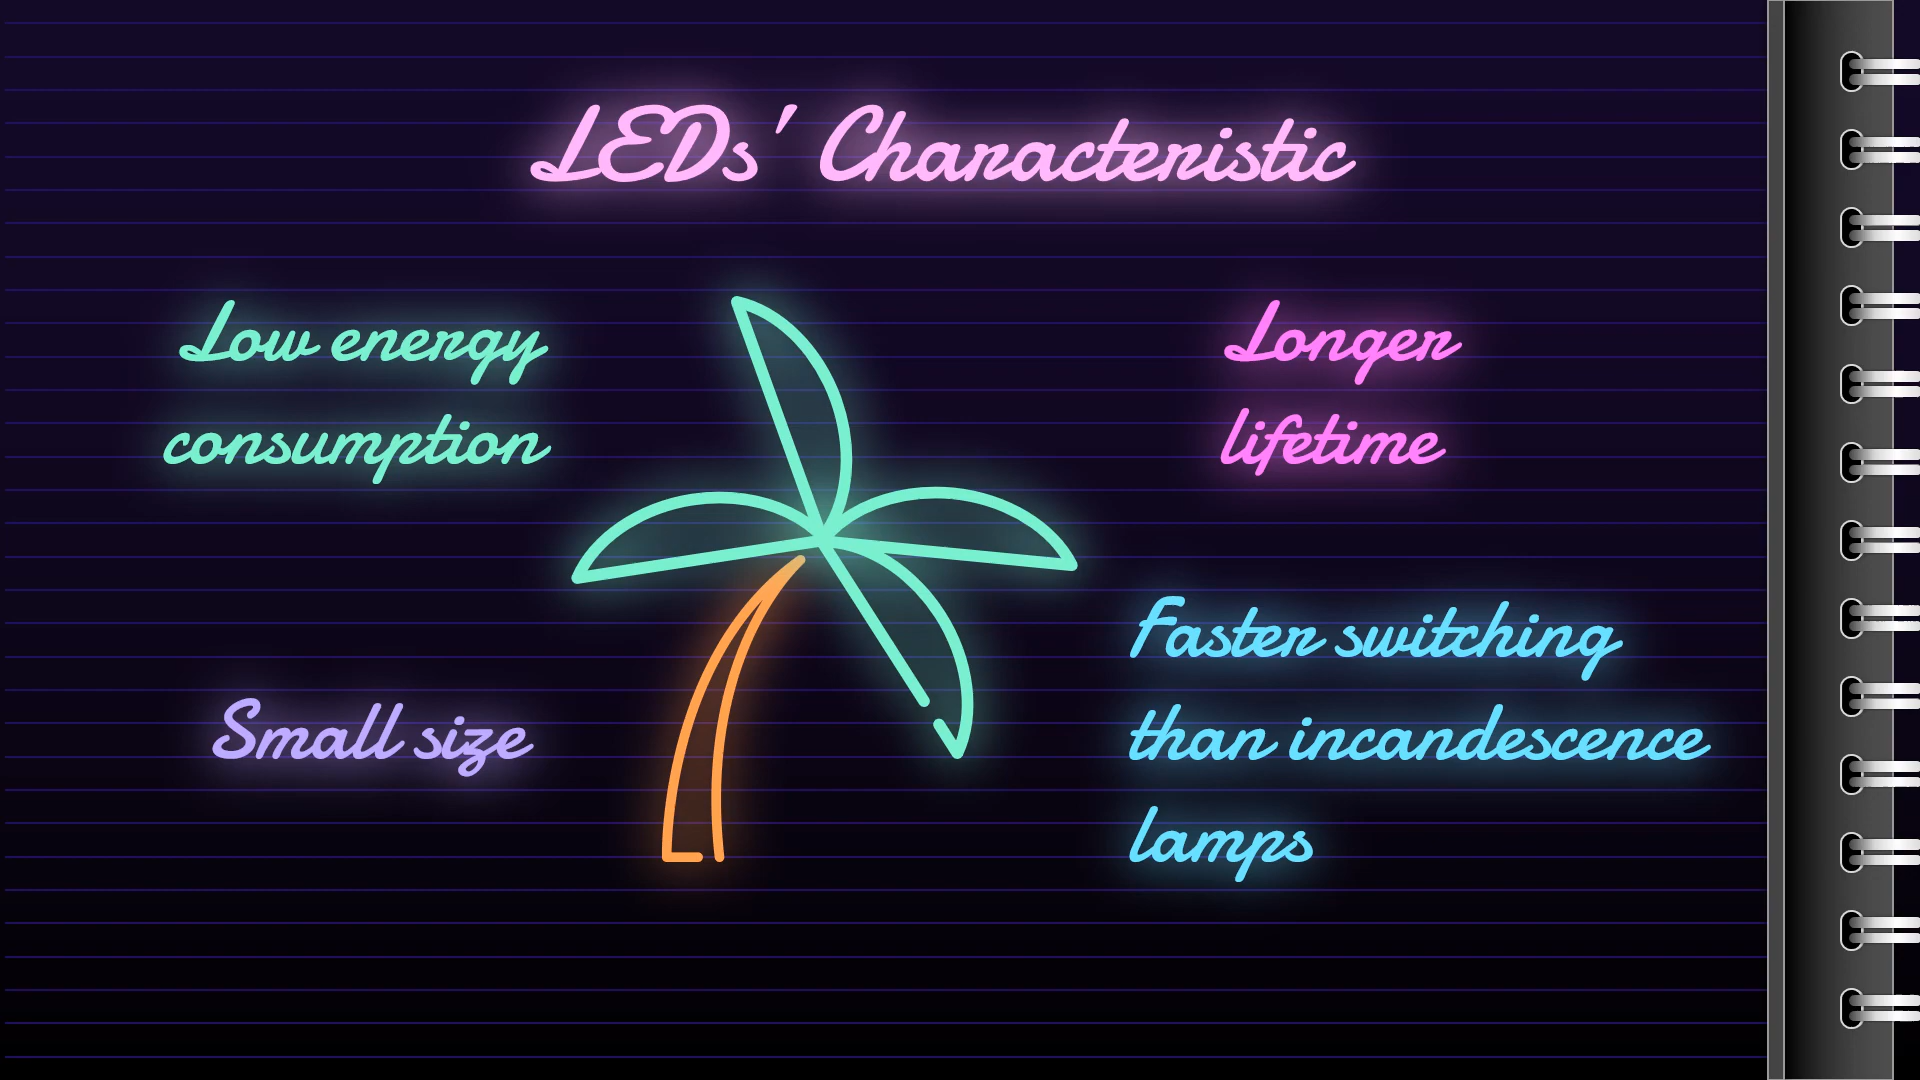 LEDs' Characteristic
Low energy
consumption
Longer
lifetime
Small size
Faster switching
than incandescence
lamps